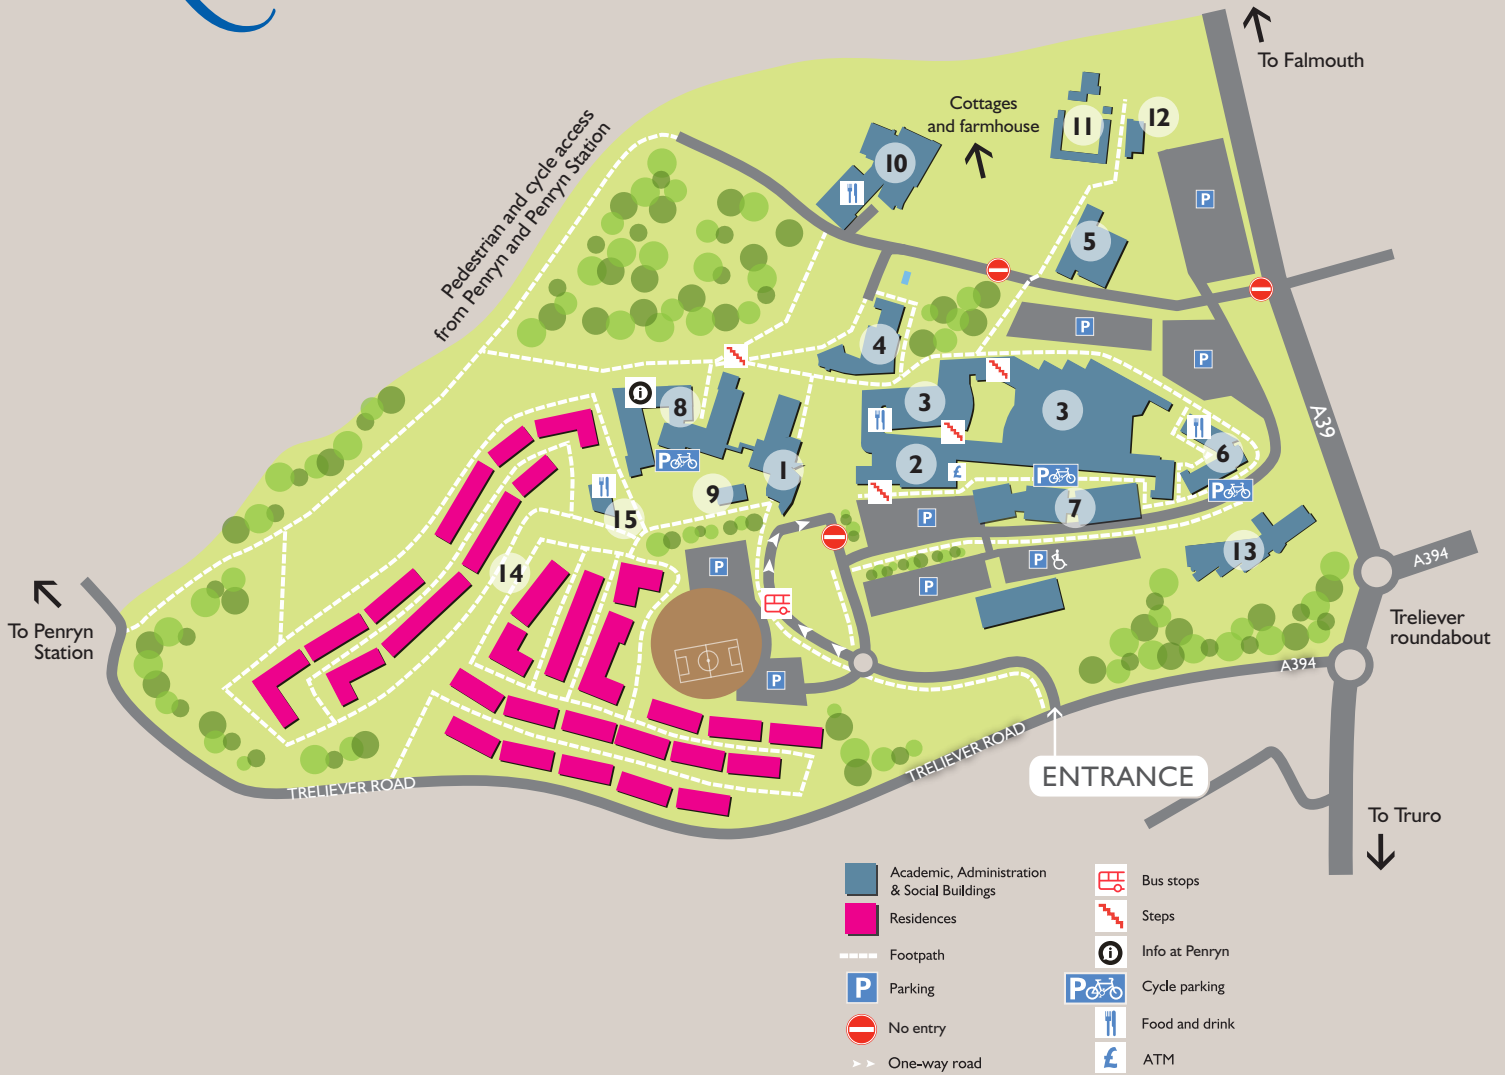 To Falmouth
Cottages
and farmhouse
11
12
10
P
Pedestrian and cycle access
from Penryn and Penryn Station
5
P
4
P
i
8
3
3
A39
P
2
£
P
6
P
1
9
7
P
15
P
P
13
14
P
P
A394
To Penryn
Station
Treliever
roundabout
A394
P
TRELIEVER ROAD
TRELIEVER ROAD
ENTRANCE
To Truro
Academic, Administration
& Social Buildings
Residences
Footpath
P Parking
No entry
One-way road
Bus stops
Steps
i Info at Penryn
P Cycle parking
Food and drink
£ ATM